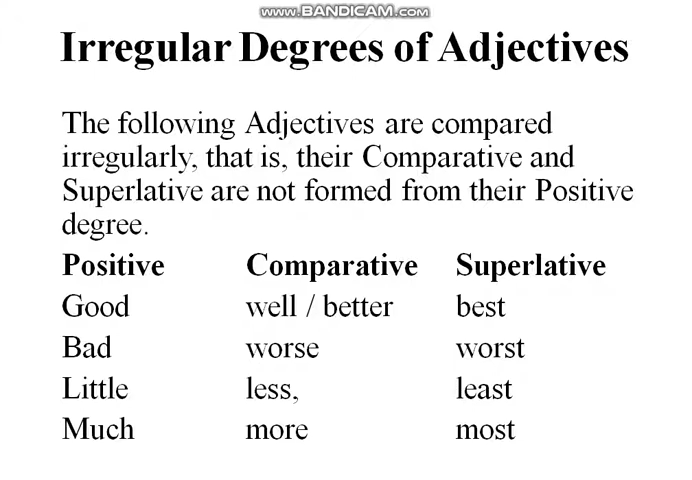 www.BANDICAM.com
Irregular Degrees of Adjectives
The following Adjectives are compared
irregularly, that is, their Comparative and
Superlative are not formed from their Positive
degree.
Positive Comparative Superlative
Good well / better best
Bad worse worst
Little less, least
Much more most